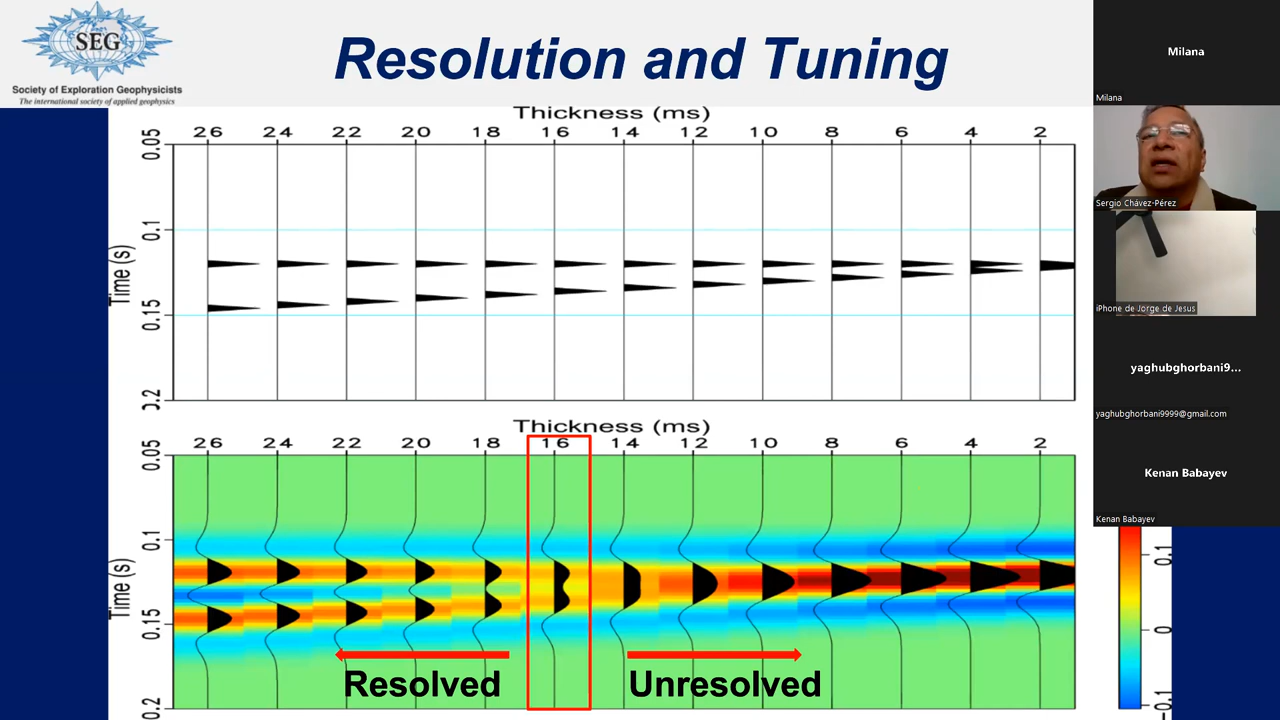 SEG
Society of Exploration Geophysicists
The international society of applied geophysics
Resolution and Tuning
Thickness (ms)
26 24 22 20 18 16 14 12 10 8 6 4 2
Time (s)
0.05
0.1
0.15
0.2
Thickness (ms)
26 24 22 20 18 16 14 12 10 8 6 4 2
Time (s)
0.05
0.1
0.15
0.2
Resolved
Unresolved
0.1
0
−0.1
Milana
Milana
Sergio Chávez-Pérez
iPhone de Jorge de Jesus
yaghubghorbani9...
yaghubghorbani9999@gmail.com
Kenan Babayev
Kenan Babayev